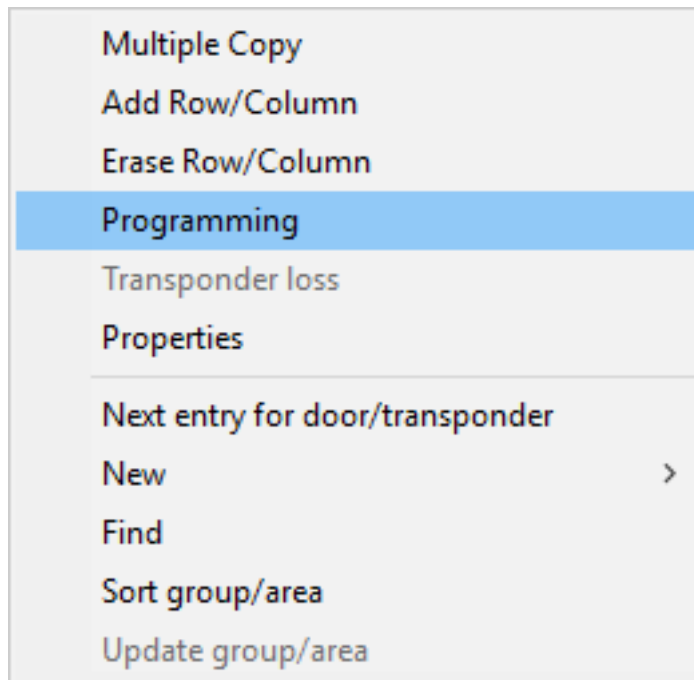 Multiple Copy
Add Row/Column
Erase Row/Column
Programming
Transponder loss
Properties
Next entry for door/transponder
New
Find
Sort group/area
Update group/area